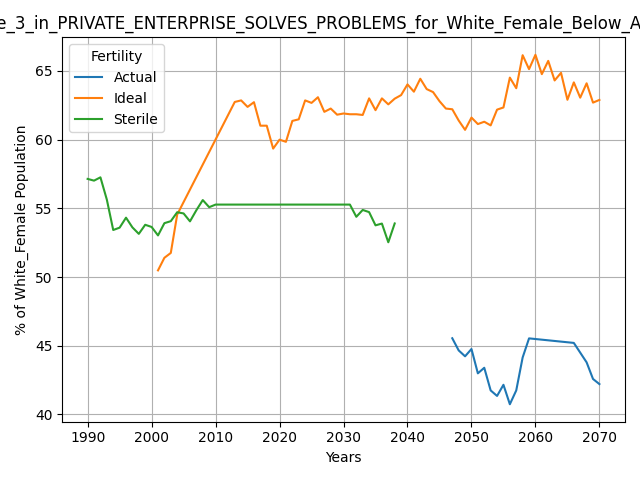 e_3_in_PRIVATE_ENTERPRISE_SOLVES_PROBLEMS_for_White_Female_Below_A
Fertility
Actual
Ideal
Sterile
% of White_Female Population
65
60
55
50
45
40
1990 2000 2010 2020 2030 2040 2050 2060 2070
Years